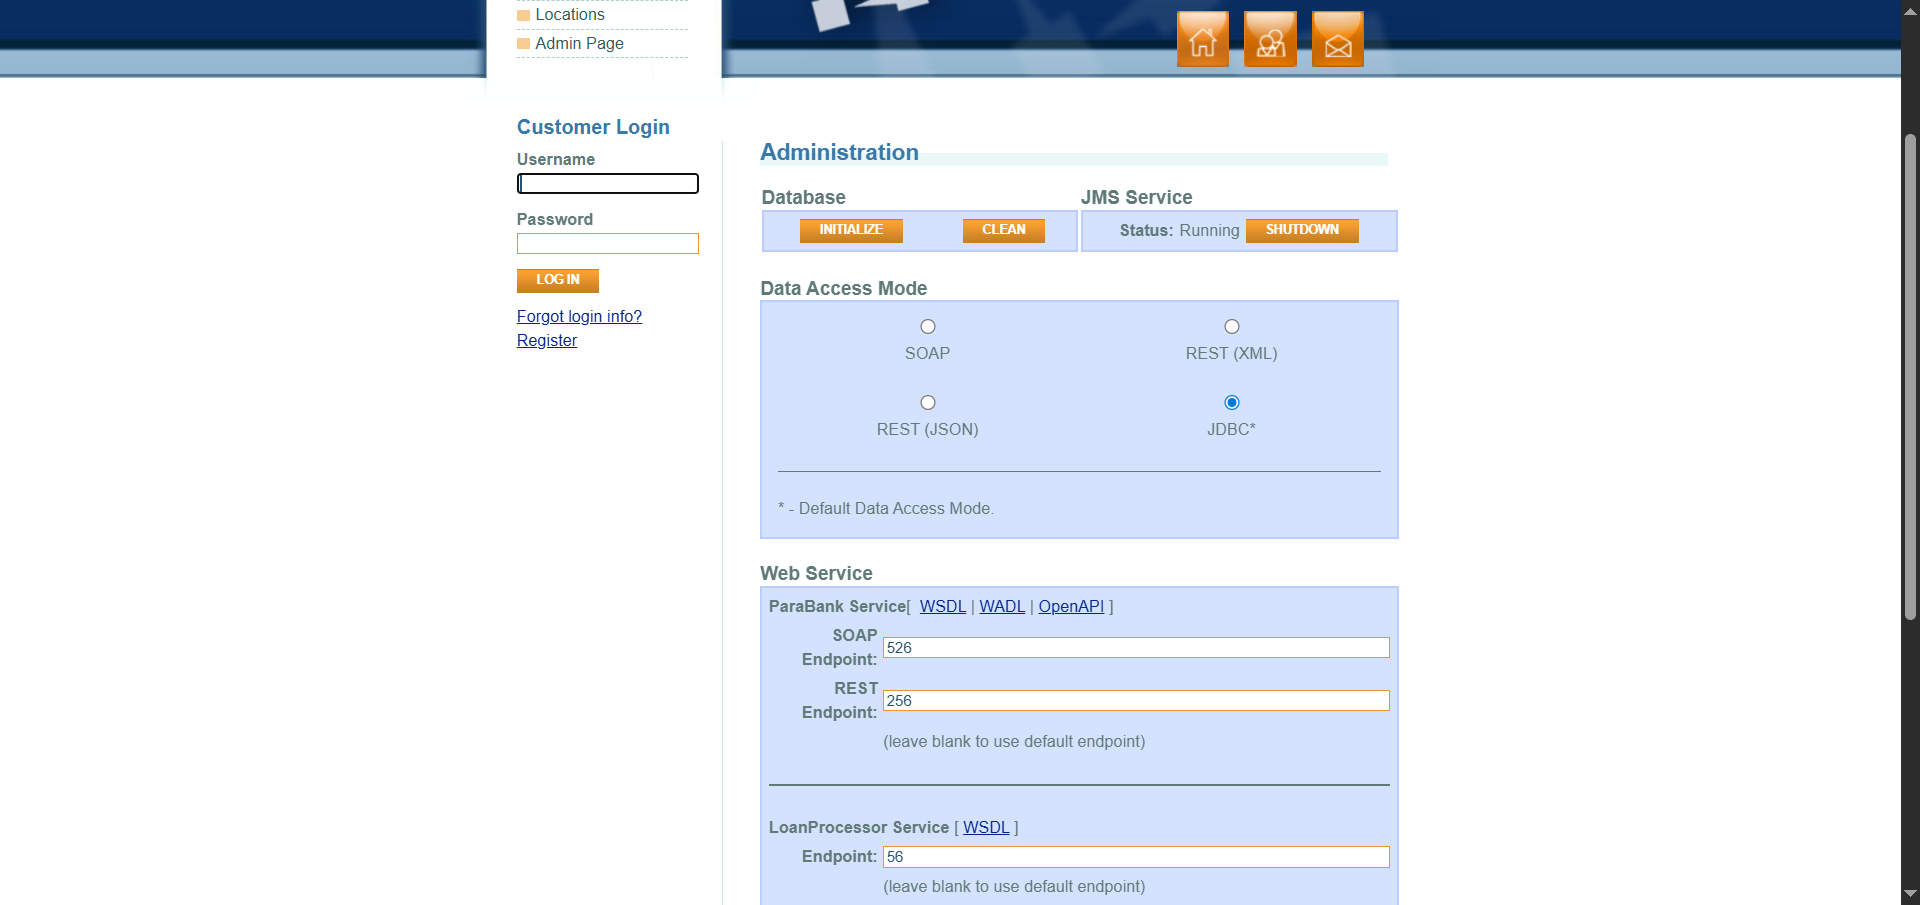 Locations
Admin Page
Customer Login
Username
Password
LOG IN
Forgot login info?
Register
Administration
Database
INITIALIZE CLEAN
JMS Service
Status: Running SHUTDOWN
Data Access Mode
SOAP REST (XML)
REST (JSON) JDBC*
* - Default Data Access Mode.
Web Service
ParaBank Service[ WSDL | WADL | OpenAPI ]
SOAP
Endpoint: 526
REST
Endpoint: 256
(leave blank to use default endpoint)
LoanProcessor Service [ WSDL ]
Endpoint: 56
(leave blank to use default endpoint)